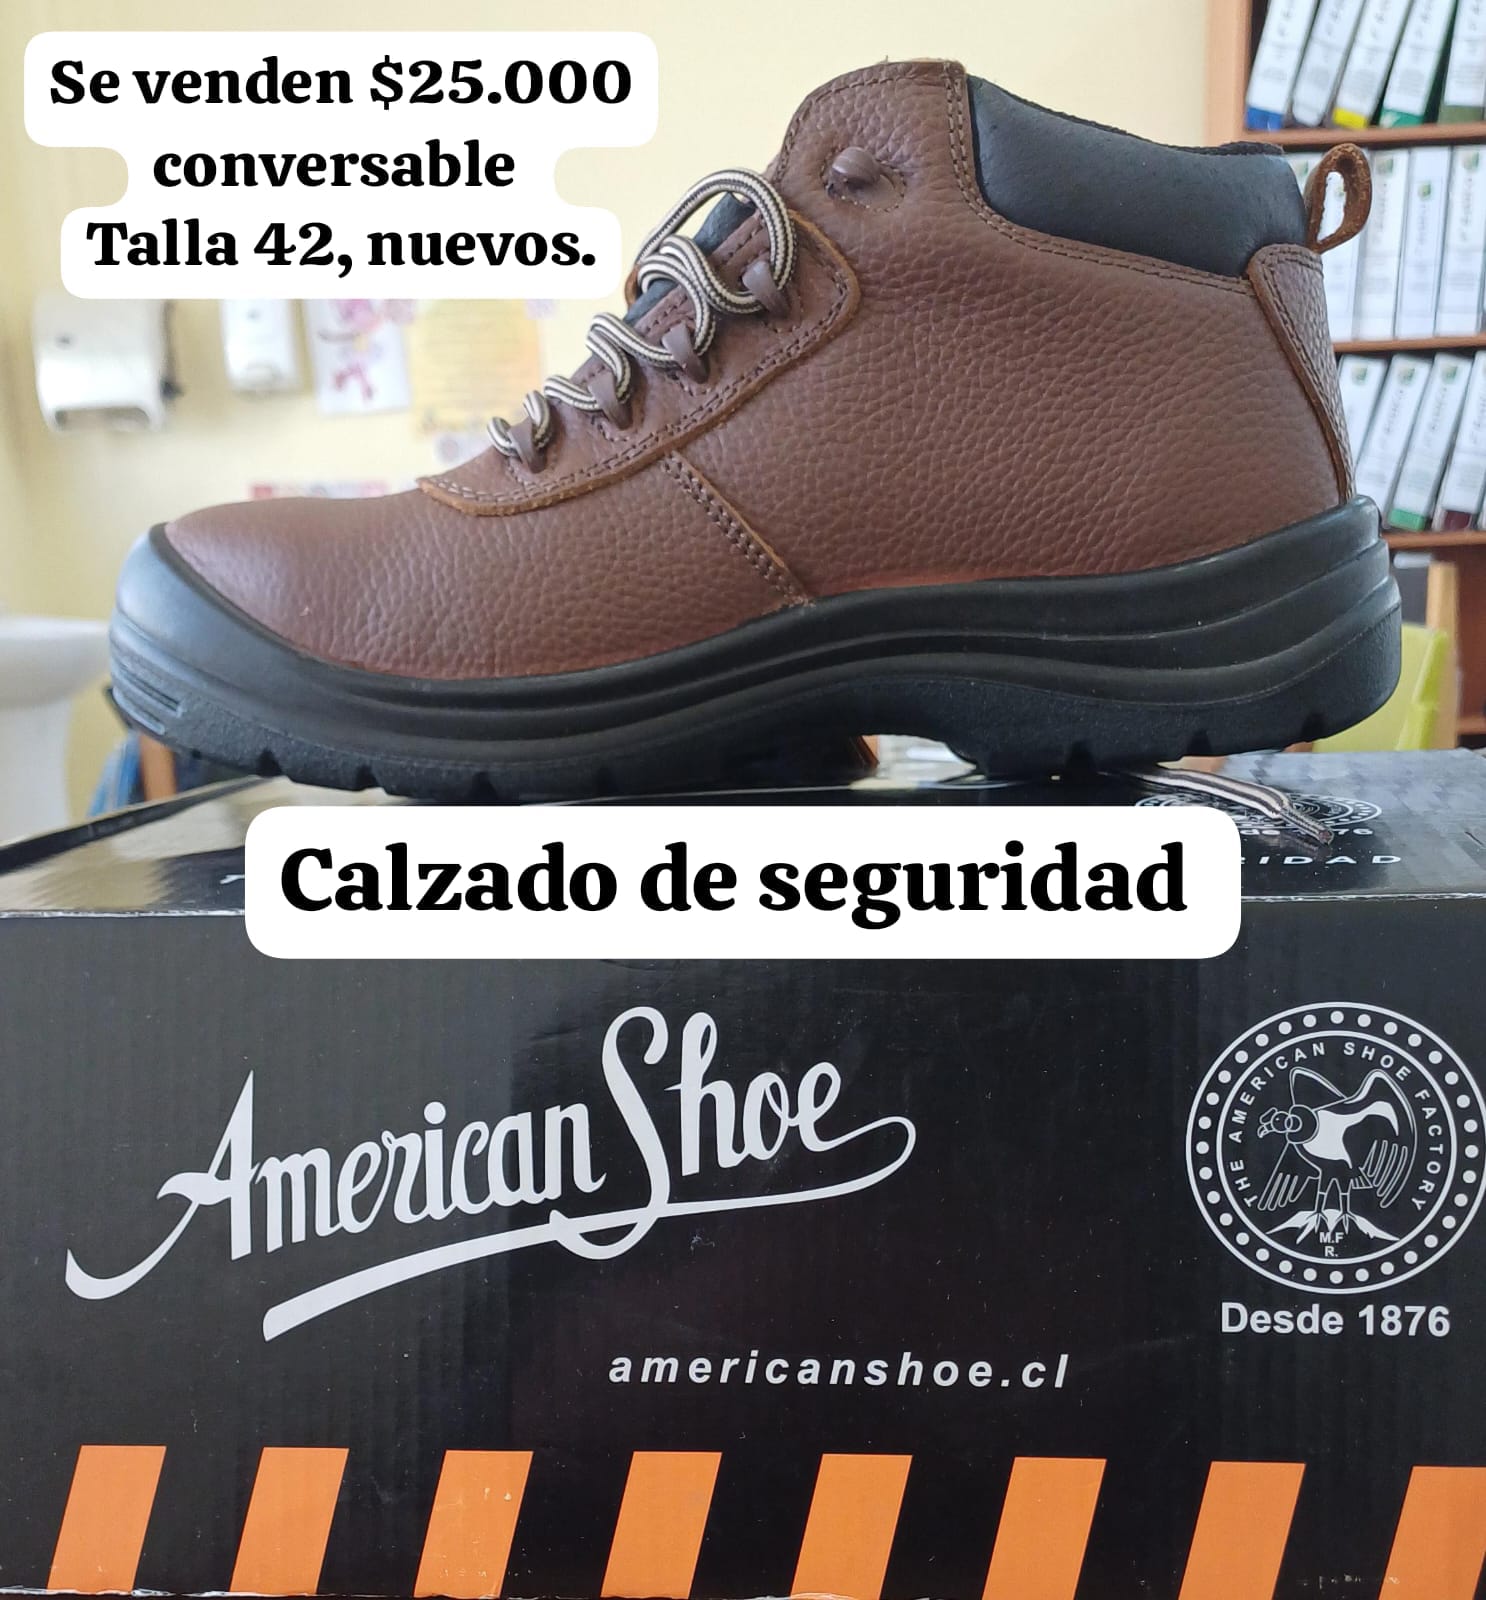 Se venden $25.000
conversable
Talla 42, nuevos.
Calzado de seguridad
American Shoe
THE AMERICAN SHOE FACTORY
M.F
R.
Desde 1876
americanshoe.cl